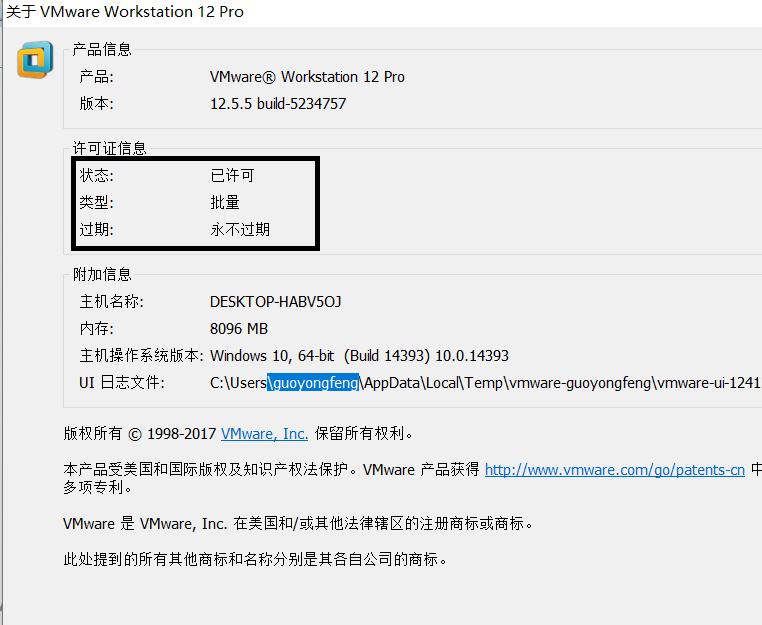 关于 VMware Workstation 12 Pro
产品信息
产品: VMware® Workstation 12 Pro
版本: 12.5.5 build-5234757
许可证信息
状态: 已许可
类型: 批量
过期: 永不过期
附加信息
主机名称: DESKTOP-HABV5OJ
内存: 8096 MB
主机操作系统版本: Windows 10, 64-bit (Build 14393) 10.0.14393
UI 日志文件: C:\Users\guoyongfeng\AppData\Local\Temp\vmware-guoyongfeng\vmware-ui-1241
版权所有 © 1998-2017 VMware, Inc. 保留所有权利。
本产品受美国和国际版权及知识产权法保护。VMware 产品获得 http://www.vmware.com/go/patents-cn 中
多项专利。
VMware 是 VMware, Inc. 在美国和/或其他法律辖区的注册商标或商标。
此处提到的所有其他商标和名称分别是其各自公司的商标。